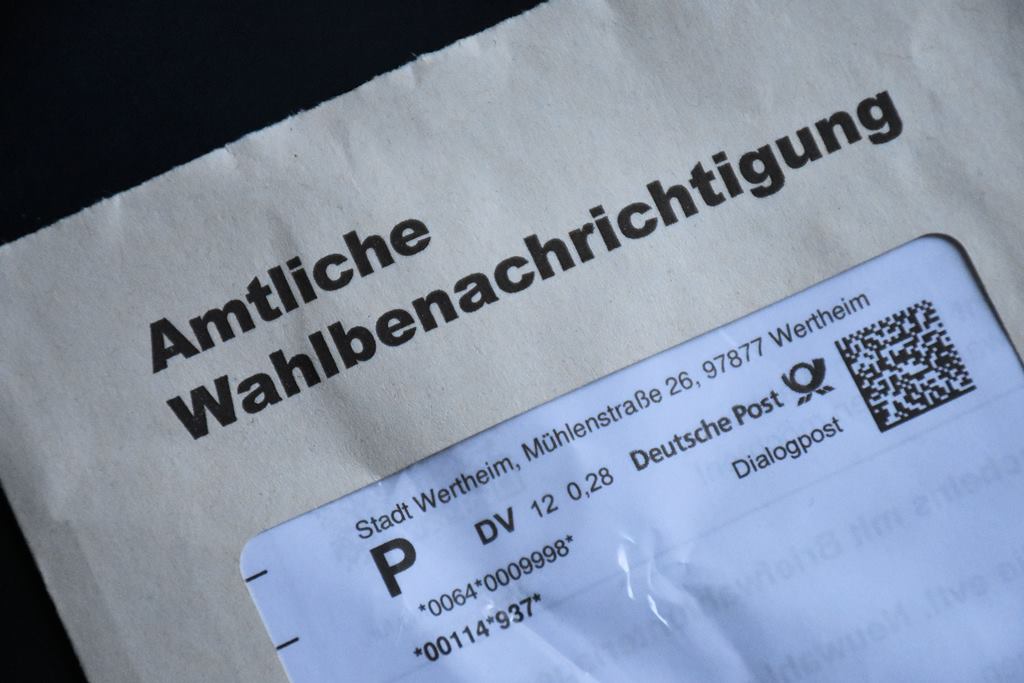 Amtliche
Wahlbenachrichtigung
Stadt Wertheim, Mühlenstraße 26, 97877 Wertheim
P DV 12 0,28 Deutsche Post
Dialogpost
*0064*0009998*
*00114*937*